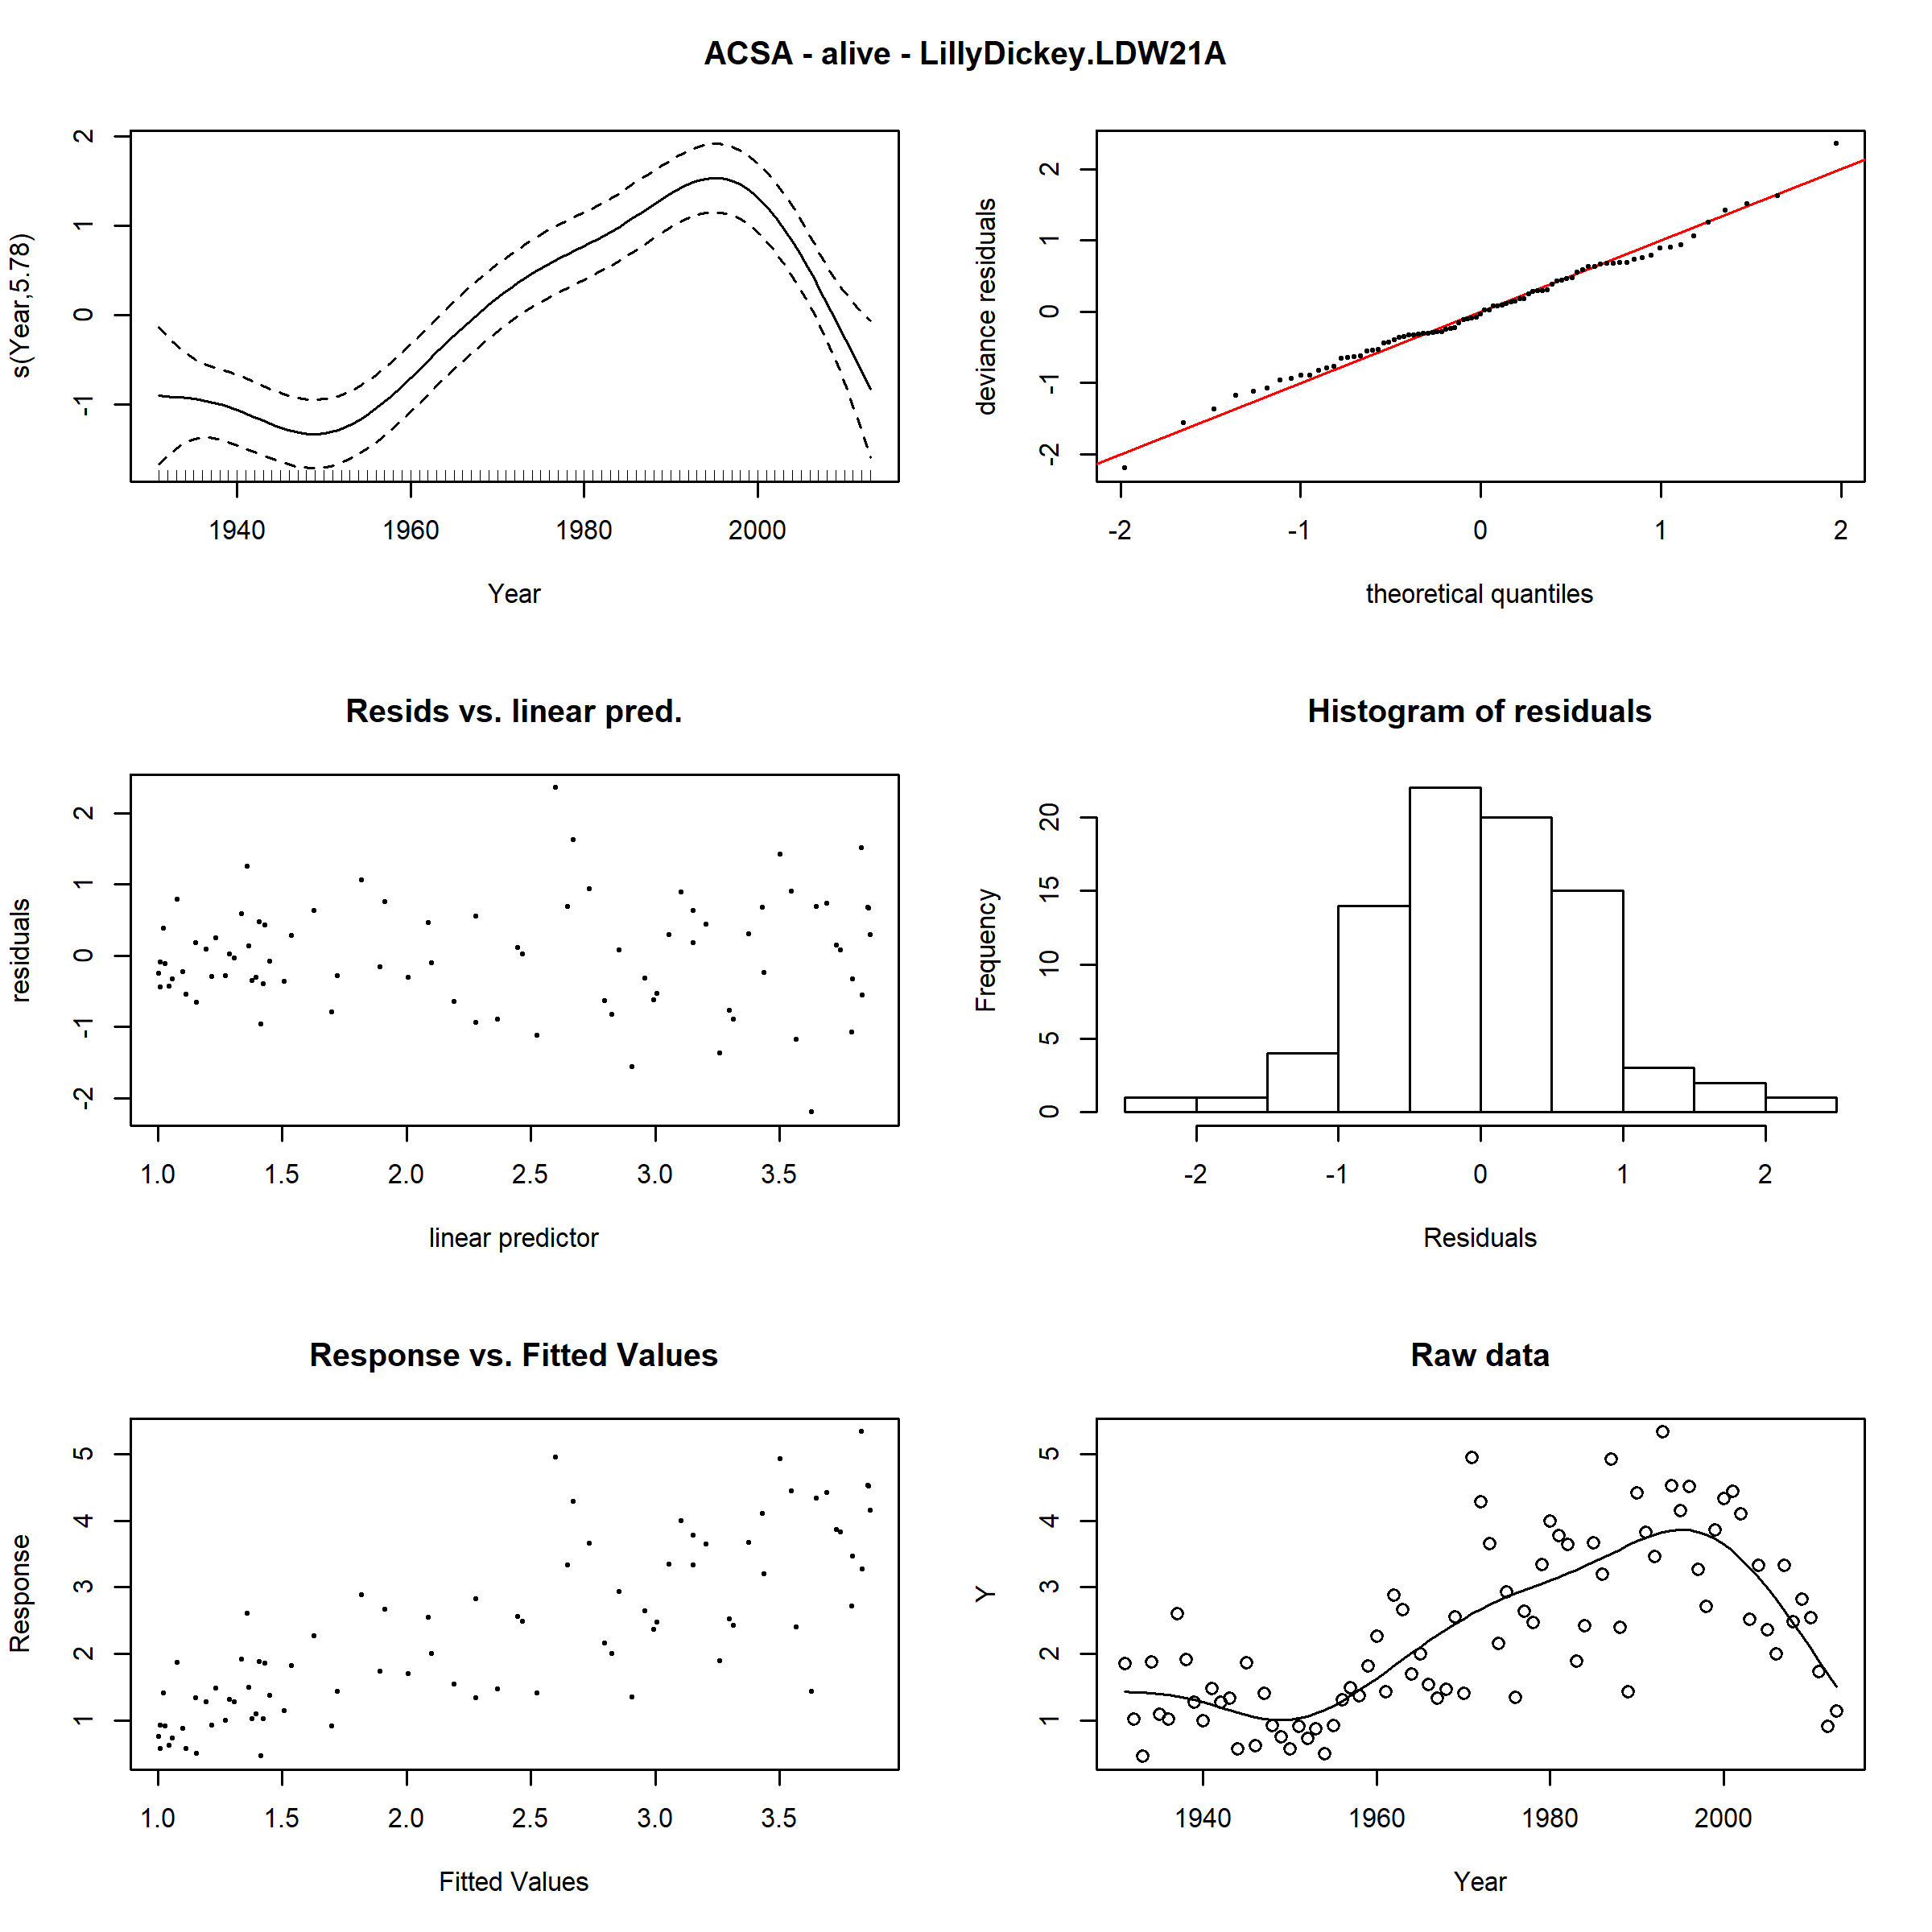 ACSA - alive - LillyDickey.LDW21A
s(Year,5.78)
2
1
0
-1
1940 1960 1980 2000
Year
deviance residuals
2
1
0
-1
-2
-2 -1 0 1 2
theoretical quantiles
Resids vs. linear pred.
residuals
2
1
0
-1
-2
1.0 1.5 2.0 2.5 3.0 3.5
linear predictor
Histogram of residuals
Frequency
20
15
10
5
0
-2 -1 0 1 2
Residuals
Response vs. Fitted Values
Response
5
4
3
2
1
1.0 1.5 2.0 2.5 3.0 3.5
Fitted Values
Raw data
Y
5
4
3
2
1
1940 1960 1980 2000
Year